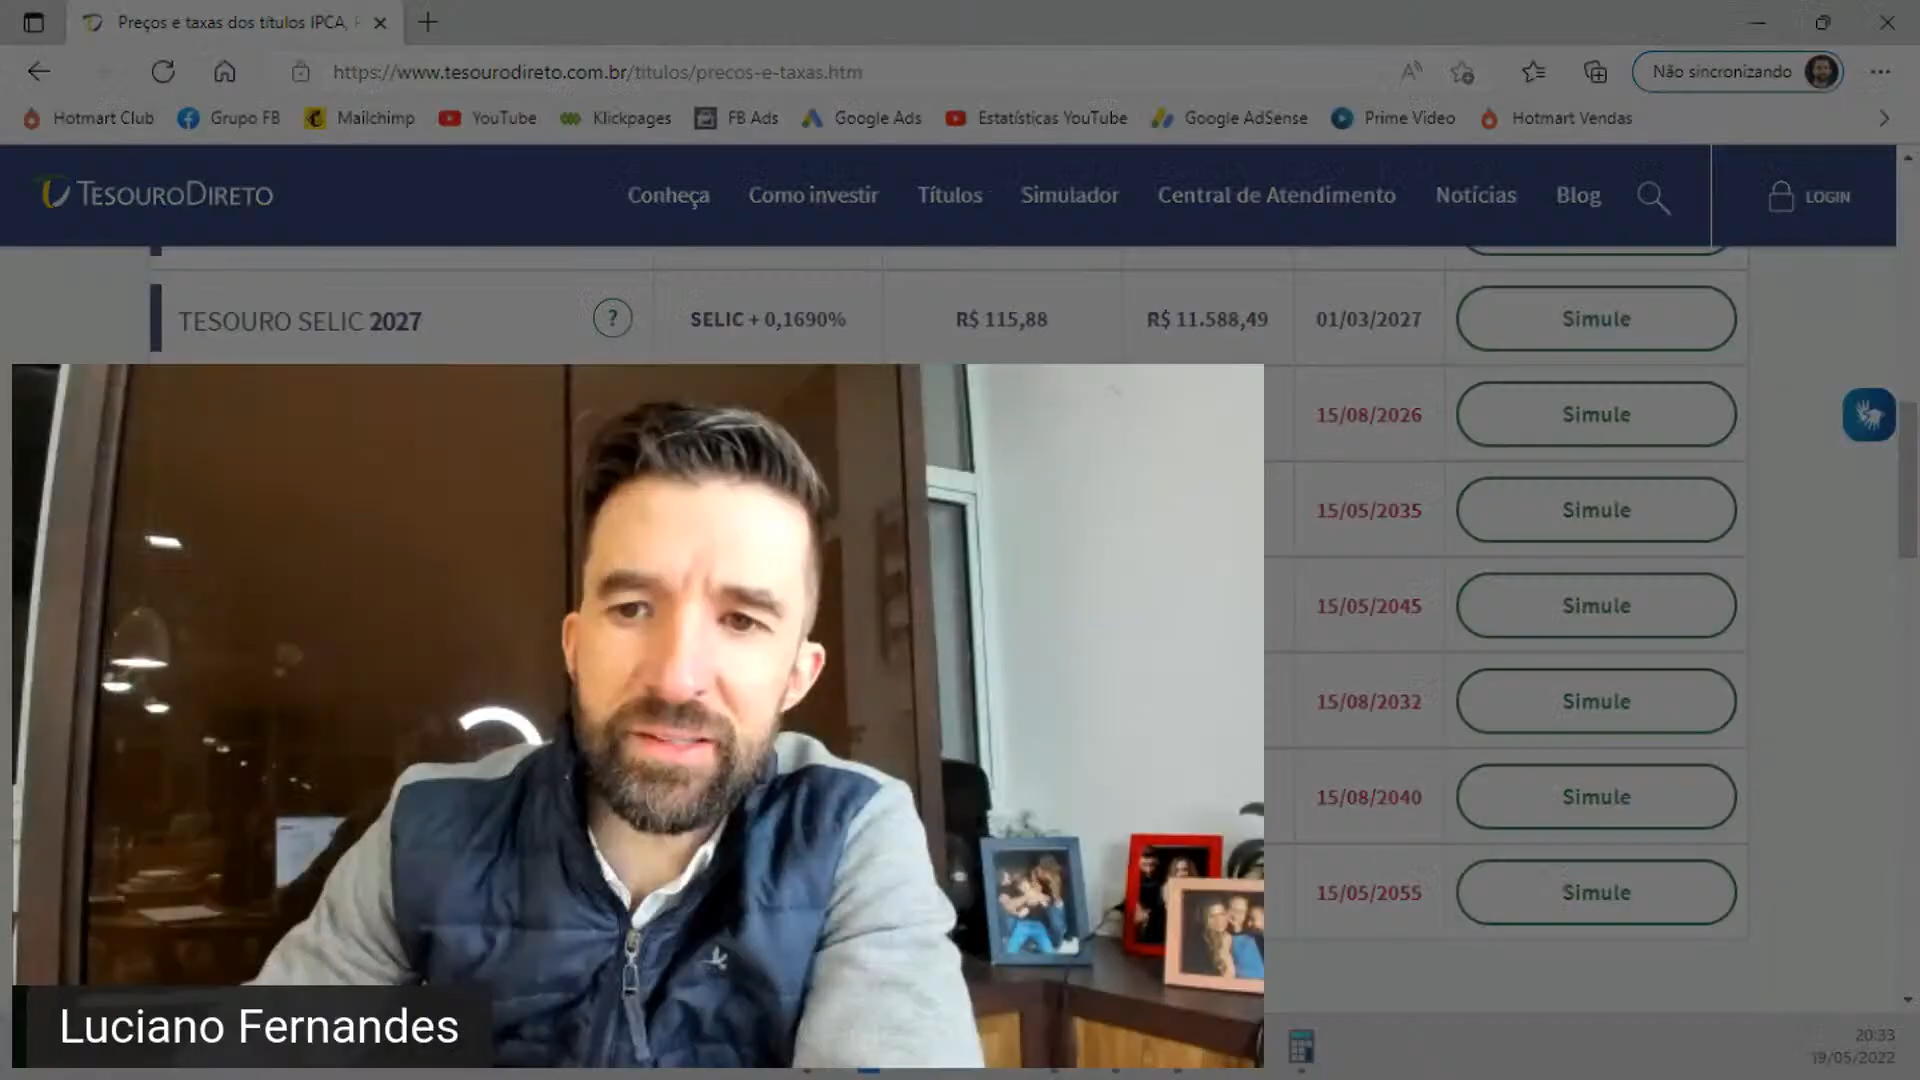 Preços e taxas dos títulos IPCA,
https://www.tesourodireto.com.br/titulos/precos-e-taxas.htm
Não sincronizando
Hotmart Club Grupo FB Mailchimp YouTube Klickpages FB Ads Google Ads Estatísticas YouTube Google AdSense Prime Video Hotmart Vendas
TESOURODIRETO Conheça Como investir Títulos Simulador Central de Atendimento Notícias Blog LOGIN
TESOURO SELIC 2027 ? SELIC + 0,1690% R$ 115,88 R$ 11.588,49 01/03/2027 Simule
15/08/2026 Simule
15/05/2035 Simule
15/05/2045 Simule
15/08/2032 Simule
15/08/2040 Simule
15/05/2055 Simule
Luciano Fernandes
20:33
19/05/2022